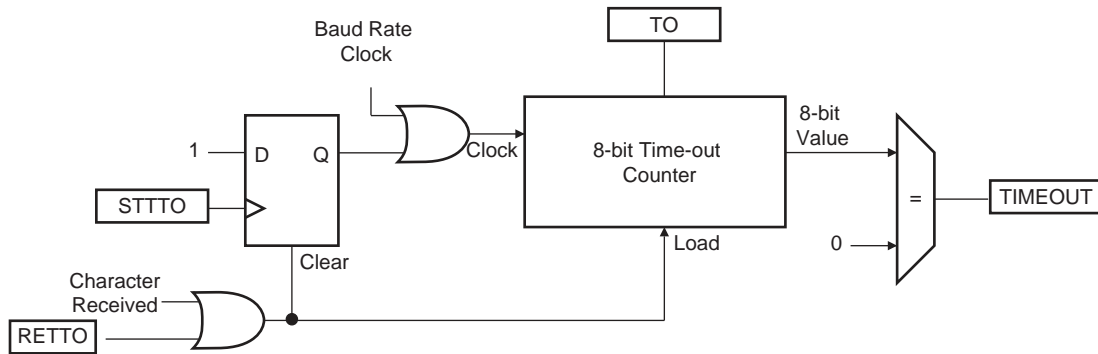 TO
Baud Rate
Clock
8-bit
Value
1
D
Q
Clock
8-bit Time-out
Counter
STTTO
=
TIMEOUT
Clear
Load
0
Character
Received
RETTO